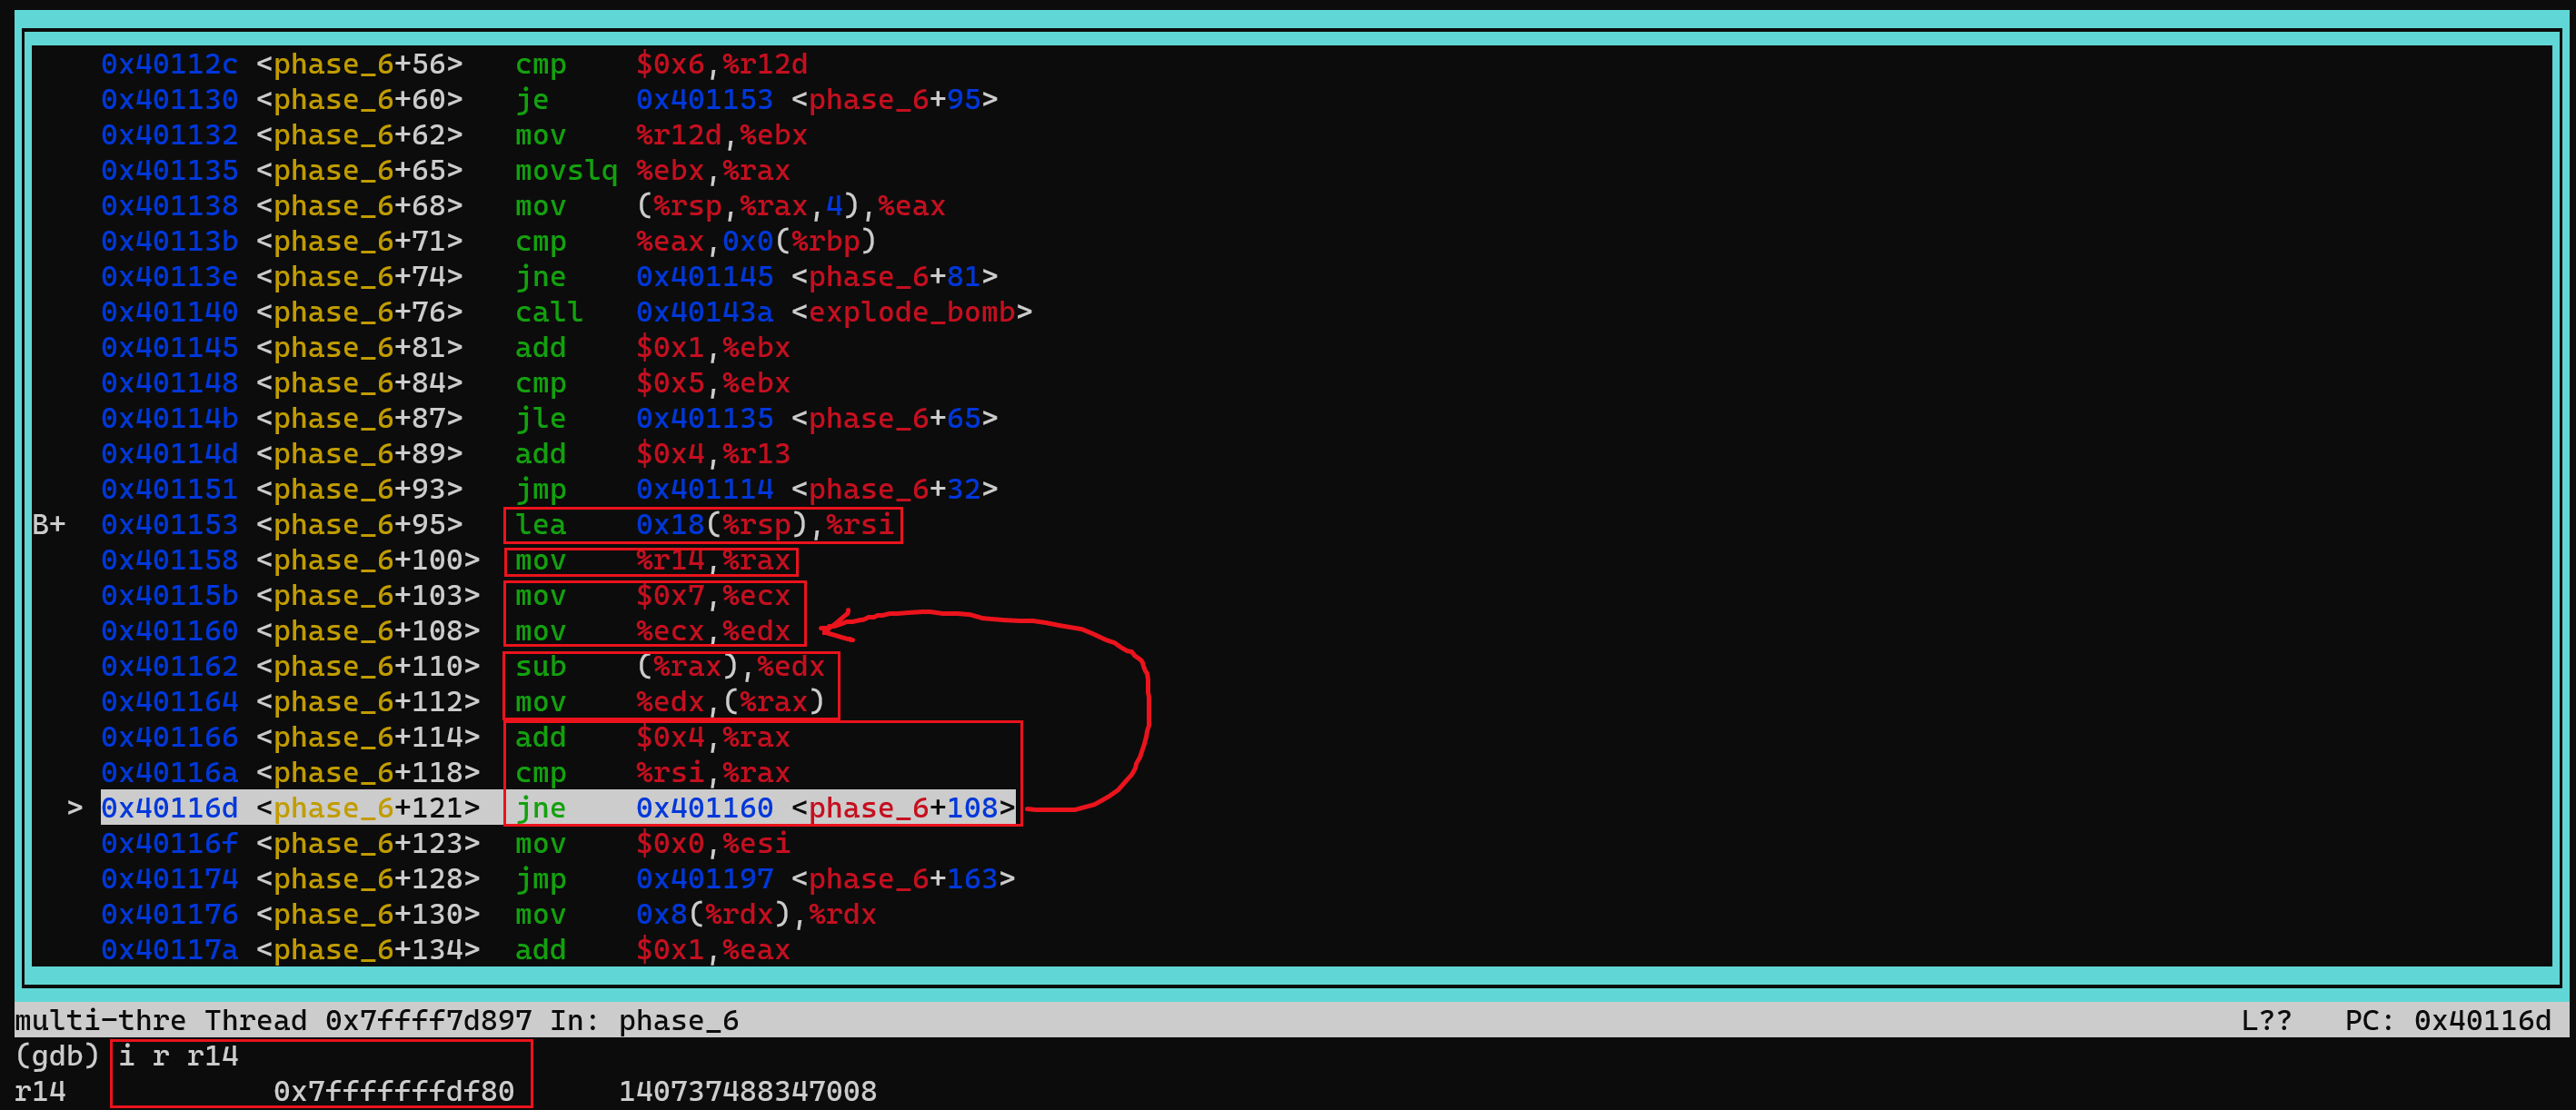 0x40112c <phase_6+56> cmp $0x6,%r12d
0x401130 <phase_6+60> je 0x401153 <phase_6+95>
0x401132 <phase_6+62> mov %r12d,%ebx
0x401135 <phase_6+65> movslq %ebx,%rax
0x401138 <phase_6+68> mov (%rsp,%rax,4),%eax
0x40113b <phase_6+71> cmp %eax,0x0(%rbp)
0x40113e <phase_6+74> jne 0x401145 <phase_6+81>
0x401140 <phase_6+76> call 0x40143a <explode_bomb>
0x401145 <phase_6+81> add $0x1,%ebx
0x401148 <phase_6+84> cmp $0x5,%ebx
0x40114b <phase_6+87> jle 0x401135 <phase_6+65>
0x40114d <phase_6+89> add $0x4,%r13
0x401151 <phase_6+93> jmp 0x401114 <phase_6+32>
B+ 0x401153 <phase_6+95> lea 0x18(%rsp),%rsi
0x401158 <phase_6+100> mov %r14,%rax
0x40115b <phase_6+103> mov $0x7,%ecx
0x401160 <phase_6+108> mov %ecx,%edx
0x401162 <phase_6+110> sub (%rax),%edx
0x401164 <phase_6+112> mov %edx,(%rax)
0x401166 <phase_6+114> add $0x4,%rax
0x40116a <phase_6+118> cmp %rsi,%rax
> 0x40116d <phase_6+121> jne 0x401160 <phase_6+108>
0x40116f <phase_6+123> mov $0x0,%esi
0x401174 <phase_6+128> jmp 0x401197 <phase_6+163>
0x401176 <phase_6+130> mov 0x8(%rdx),%rdx
0x40117a <phase_6+134> add $0x1,%eax
multi-thre Thread 0x7ffff7d897 In: phase_6 L?? PC: 0x40116d
(gdb) i r r14
r14 0x7fffffffdf80 140737488347008